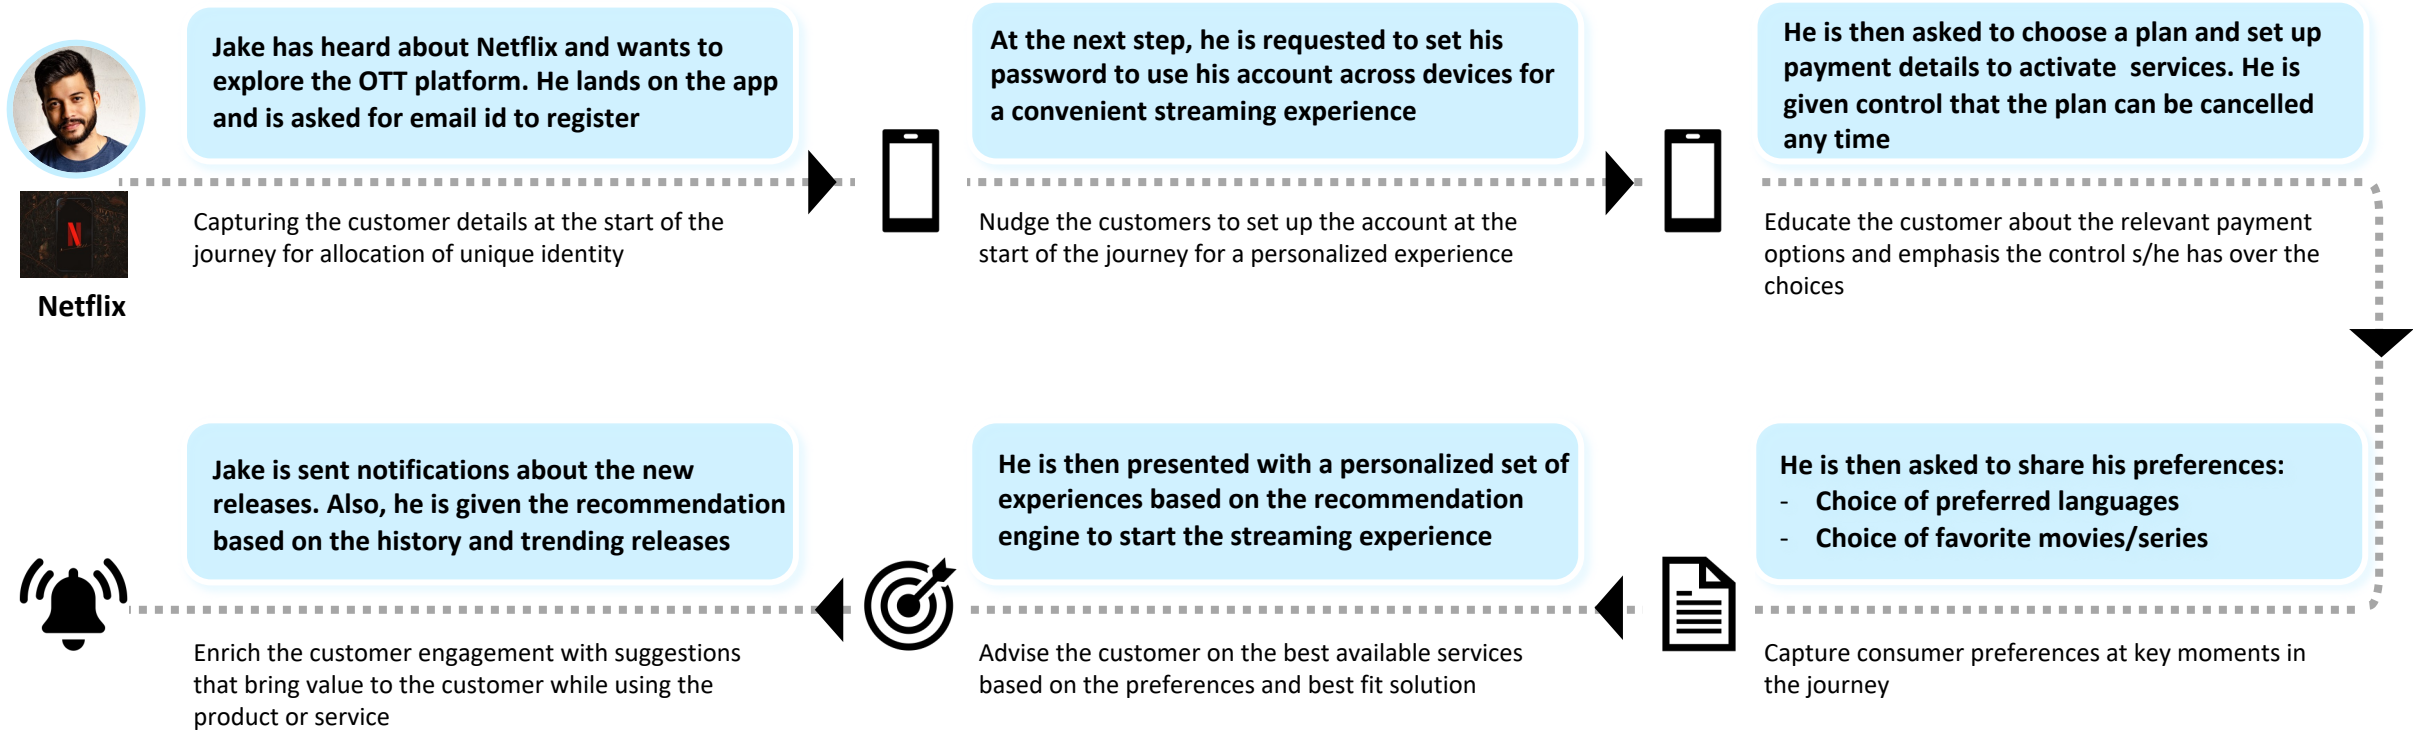 Jake has heard about Netflix and wants to
explore the OTT platform. He lands on the app
and is asked for email id to register
At the next step, he is requested to set his
password to use his account across devices for
a convenient streaming experience
He is then asked to choose a plan and set up
payment details to activate  services. He is
given control that the plan can be cancelled
any time
N
Netflix
Capturing the customer details at the start of the
journey for allocation of unique identity
Nudge the customers to set up the account at the
start of the journey for a personalized experience
Educate the customer about the relevant payment
options and emphasis the control s/he has over the
choices
He is then asked to share his preferences:
- Choice of preferred languages
- Choice of favorite movies/series
Capture consumer preferences at key moments in
the journey
He is then presented with a personalized set of
experiences based on the recommendation
engine to start the streaming experience
Advise the customer on the best available services
based on the preferences and best fit solution
Jake is sent notifications about the new
releases. Also, he is given the recommendation
based on the history and trending releases
Enrich the customer engagement with suggestions
that bring value to the customer while using the
product or service